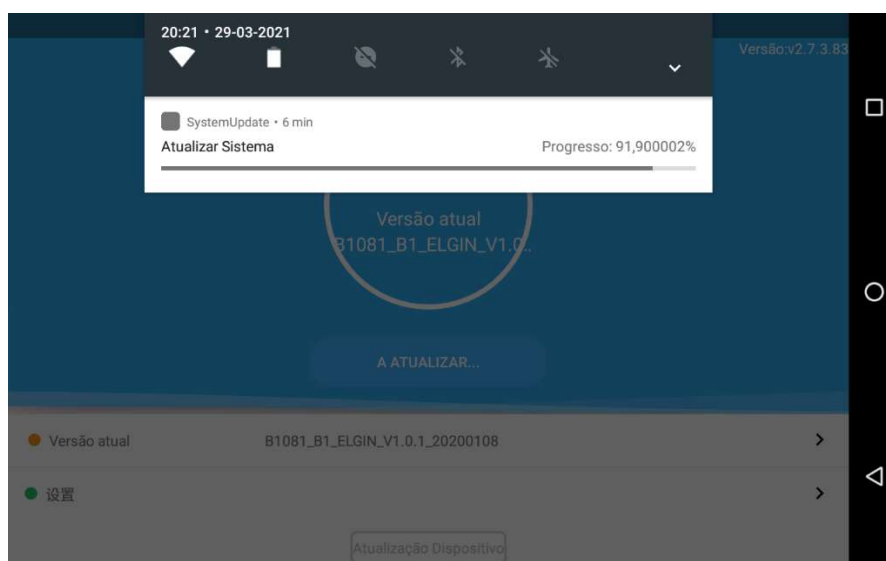 20:21 • 29-03-2021
Versão:v2.7.3.83
SystemUpdate • 6 min
Atualizar Sistema Progresso: 91,900002%
Versão atual
B1081_B1_ELGIN_V1.0..
A ATUALIZAR...
Versão atual B1081_B1_ELGIN_V1.0.1_20200108
设置
Atualização Dispositivo